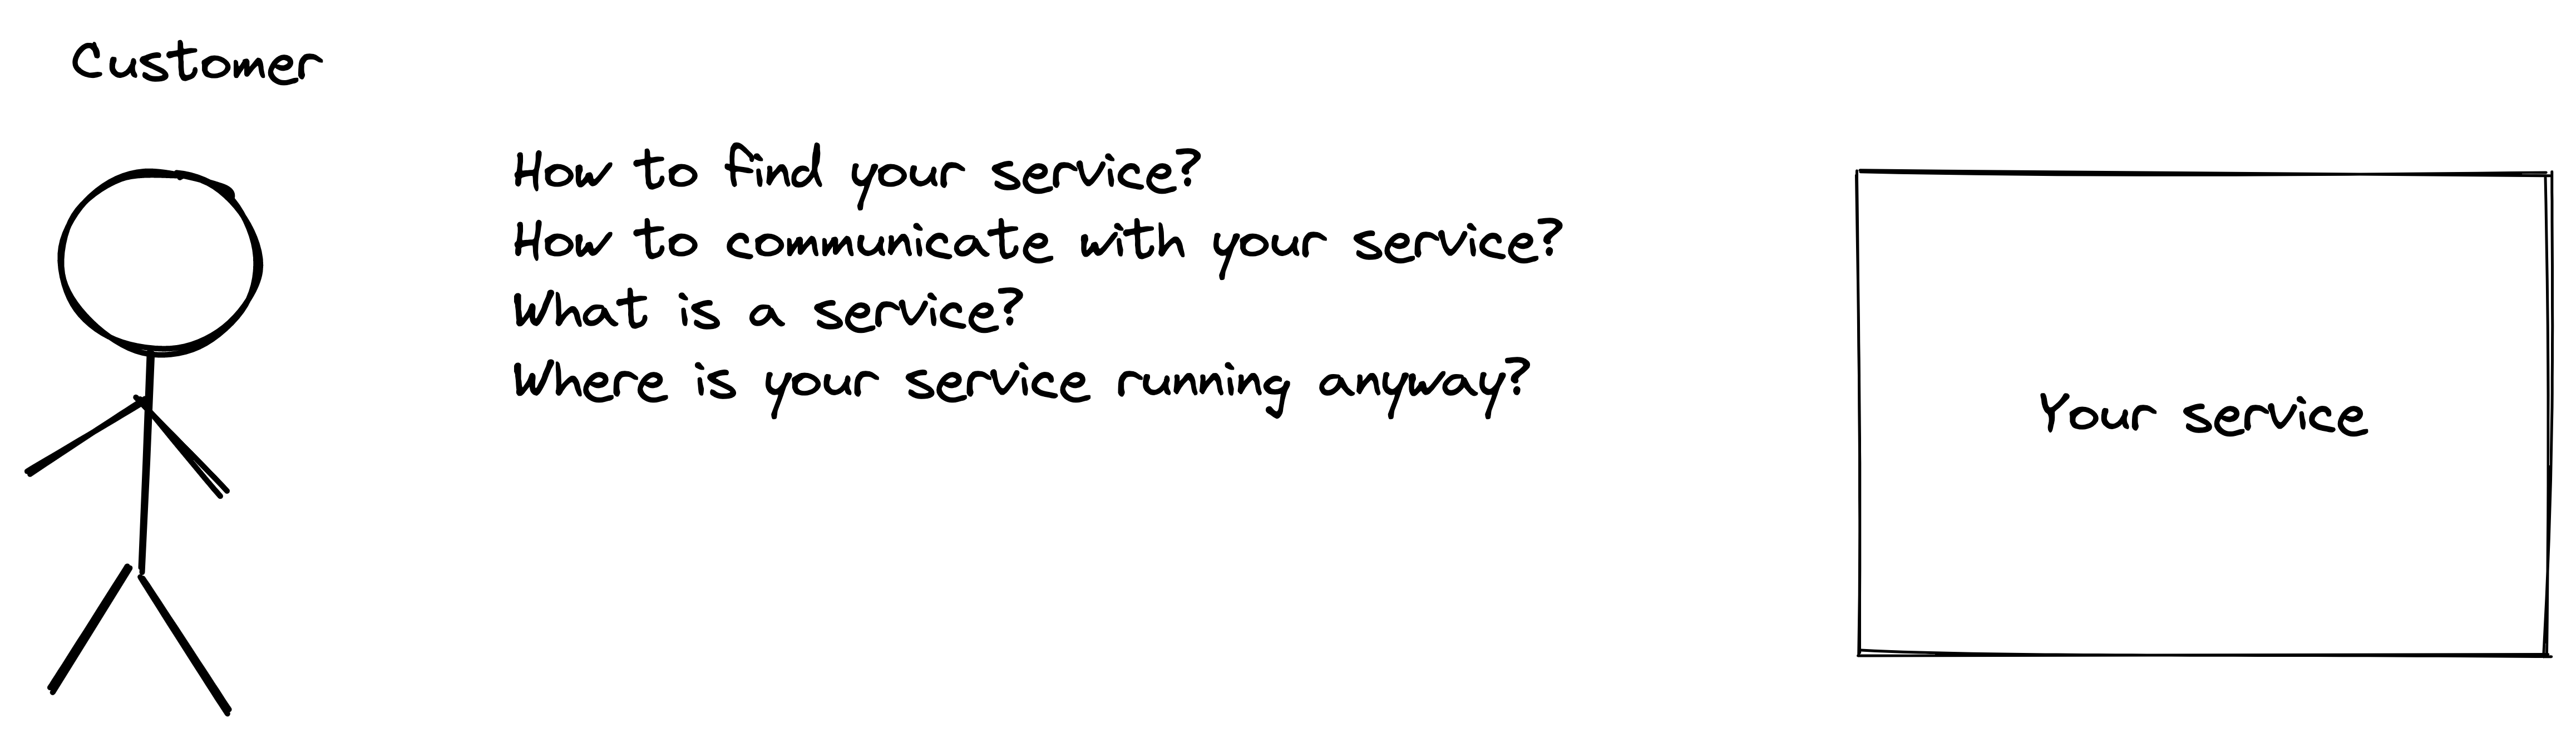 Customer
How to find your service?
How to communicate with your service?
What is a service?
Where is your service running anyway?
Your service